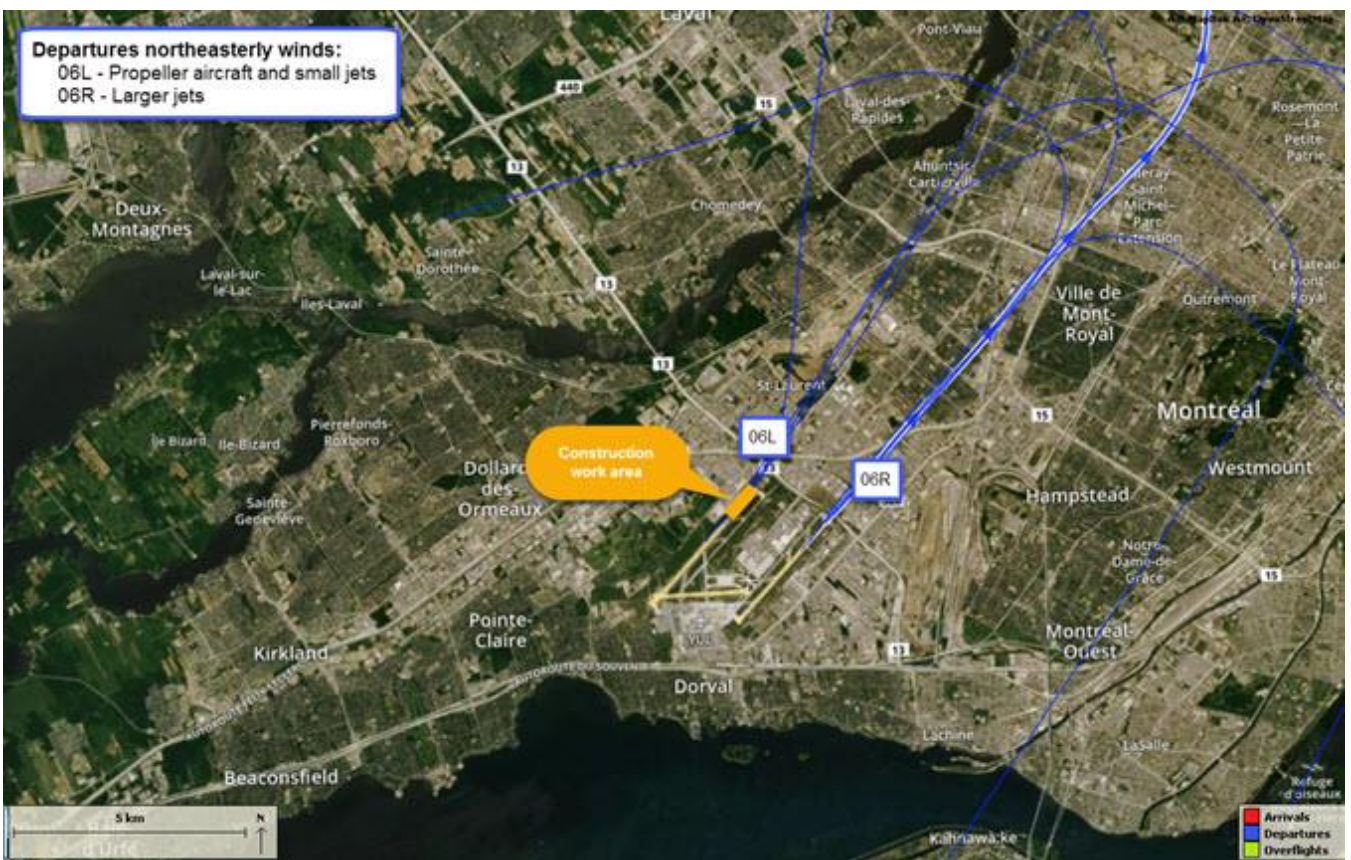 Departures northeasterly winds:
06L - Propeller aircraft and small jets
06R - Larger jets
Laval
Pont-Viau
440
15
Laval-des-
Rapides
Rosemont
—La
Petite-
Patrie
13
Ahuntsic-
Cartierville
Villeray-
Saint-
Michel-
Parc-
Extension
Deux-
Montagnes
Chomedey
Sainte-
Dorothée
Laval-sur-
le-Lac
Îles-Laval
13
Le Plateau
Mont-
Royal
Ville de
Mont-
Royal
Outremont
13
St-Laurent
15
Montréal
Île Bizard
Île-Bizard
Pierrefonds-
Roxboro
06L
Construction
work area
Dollard-
des-
Ormeaux
06R
Westmount
Hampstead
Sainte-
Geneviève
Notre-
Dame-de-
Grâce
15
Pointe-
Claire
YUL
Montréal-
Ouest
Kirkland
13
AUTOROUTE DU SOUVENIR
Dorval
Lachine
LaSalle
Beaconsfield
Refuge
d'oiseaux
5 km
N
d'Urfé
Kahnawake
Arrivals
Departures
Overflights